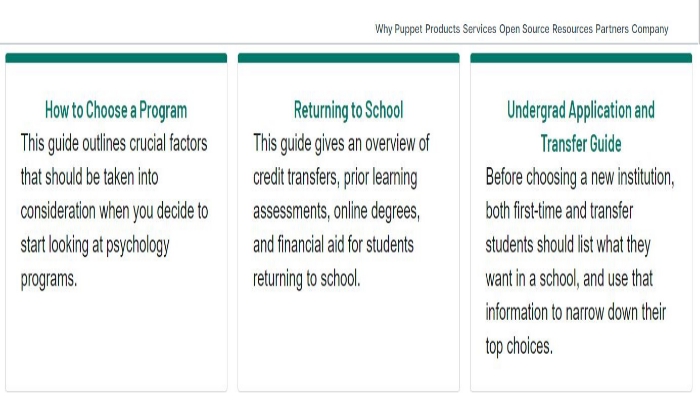 Why Puppet Products Services Open Source Resources Partners Company
How to Choose a Program
This guide outlines crucial factors
that should be taken into
consideration when you decide to
start looking at psychology
programs.
Returning to School
This guide gives an overview of
credit transfers, prior learning
assessments, online degrees,
and financial aid for students
returning to school.
Undergrad Application and
Transfer Guide
Before choosing a new institution,
both first-time and transfer
students should list what they
want in a school, and use that
information to narrow down their
top choices.